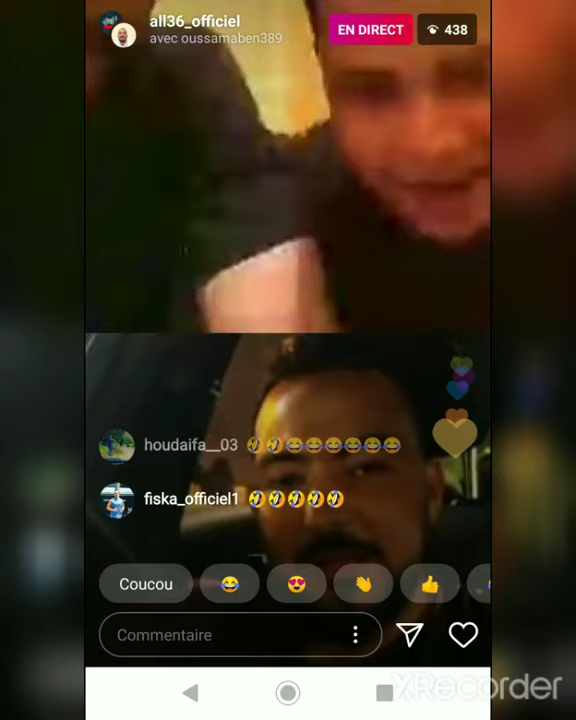 all36_officiel
avec oussamaben389
EN DIRECT
438
houdaifa__03 🤣🤣😂😂😂😂😂😂
fiska_officiel1 🤣🤣🤣🤣🤣
Coucou 😂 😍 👏 👍
Commentaire
XRecorder